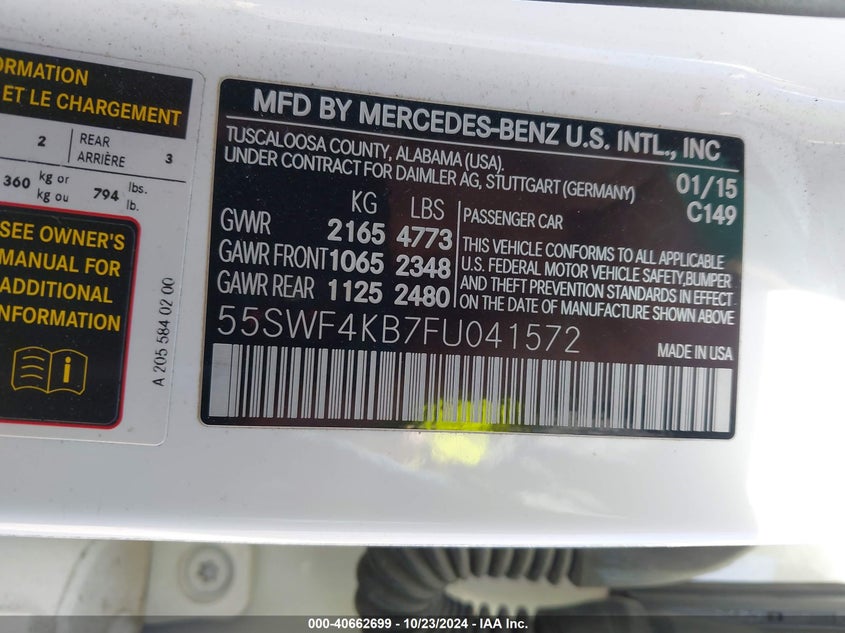 ORMATION
ET LE CHARGEMENT
2 REAR ARRIÈRE 3
360 kg or kg ou 794 lbs. lb.
SEE OWNER'S
MANUAL FOR
ADDITIONAL
INFORMATION
A 205 584 02 00
MFD BY MERCEDES-BENZ U.S. INTL., INC
TUSCALOOSA COUNTY, ALABAMA (USA).
UNDER CONTRACT FOR DAIMLER AG, STUTTGART (GERMANY)
01/15
C149
KG LBS
GVWR 2165 4773
GAWR FRONT 1065 2348
GAWR REAR 1125 2480
PASSENGER CAR
THIS VEHICLE CONFORMS TO ALL APPLICABLE
U.S. FEDERAL MOTOR VEHICLE SAFETY,BUMPER
AND THEFT PREVENTION STANDARDS IN EFFECT
ON THE DATE OF MANUFACTURE SHOWN ABOVE
55SWF4KB7FU041572
MADE IN USA
000-40662699 - 10/23/2024 - IAA Inc.